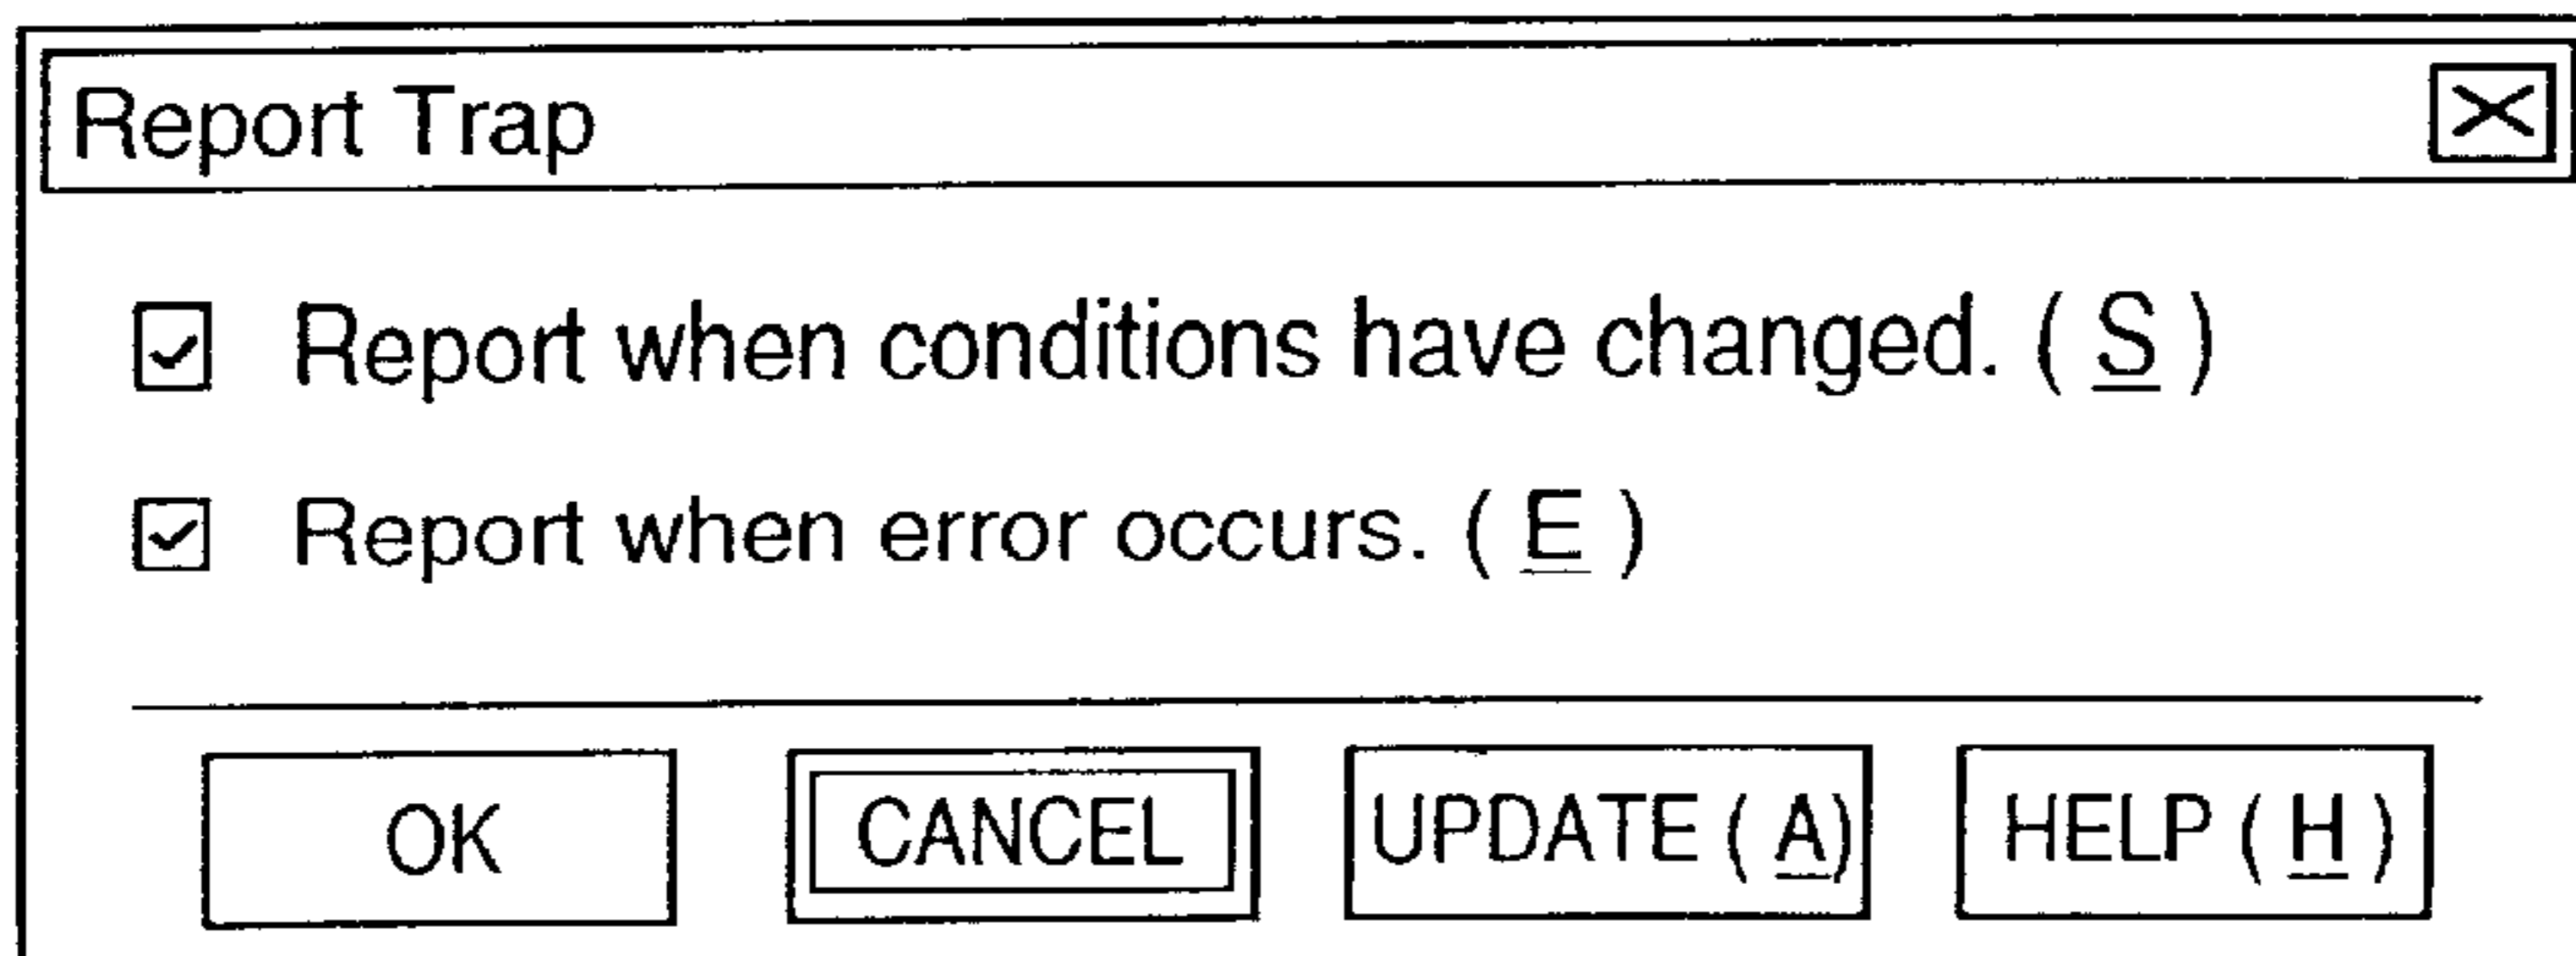 Report Trap
Report when conditions have changed. ( S )
Report when error occurs. ( E )
OK CANCEL UPDATE ( A) HELP ( H )